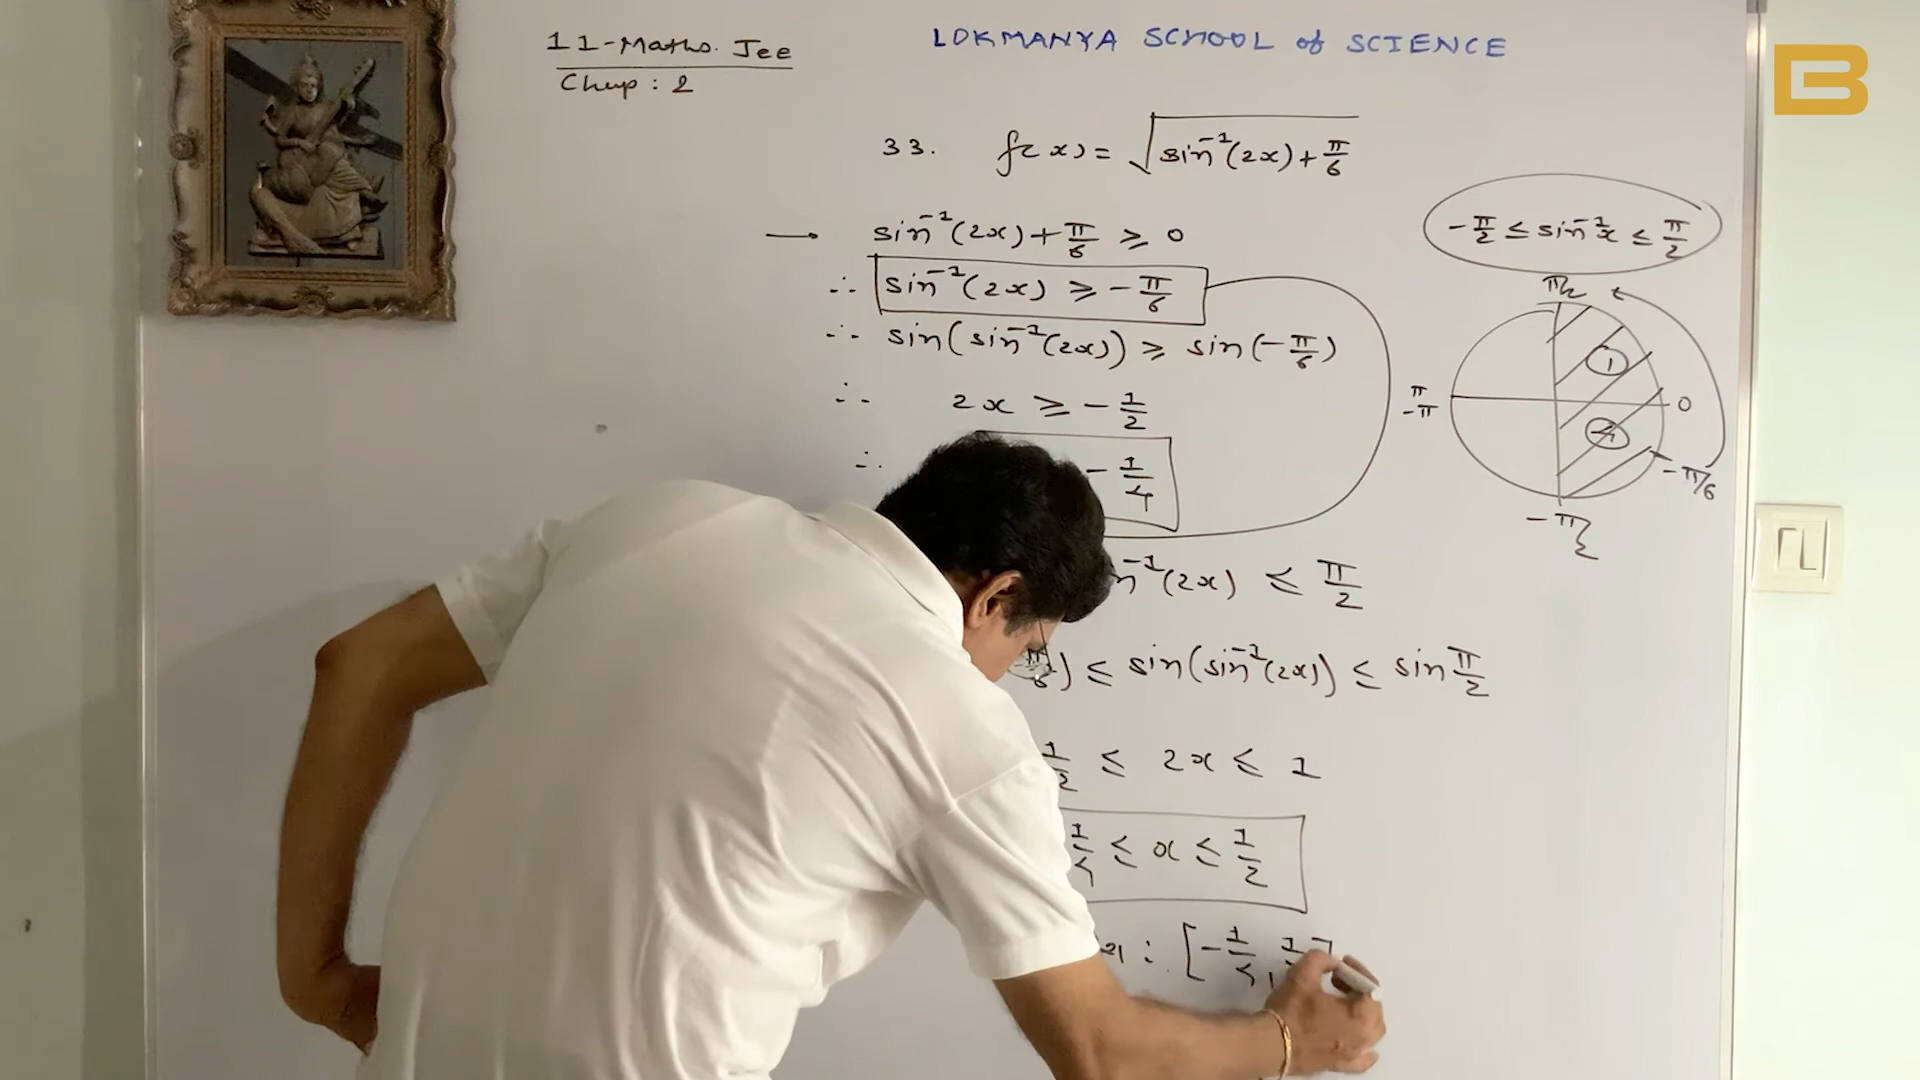 11-Maths. Jee
Chap : 2
LOKMANYA SCHOOL of SCIENCE
33. f(x) = √(sin⁻¹(2x) + π/6)
→ sin⁻¹(2x) + π/6 ≥ 0
∴ sin⁻¹(2x) ≥ -π/6
∴ sin(sin⁻¹(2x)) ≥ sin(-π/6)
∴ 2x ≥ -1/2
∴ - 1/4
n⁻¹(2x) ≤ π/2
π/6) ≤ sin(sin⁻¹(2x)) ≤ sin π/2
1/2 ≤ 2x ≤ 1
1/4 ≤ x ≤ 1/2
: [-1/4,
-π/2 ≤ sin⁻¹x ≤ π/2
π/2
1
π
-π
0
4
-π/6
-π/2
B